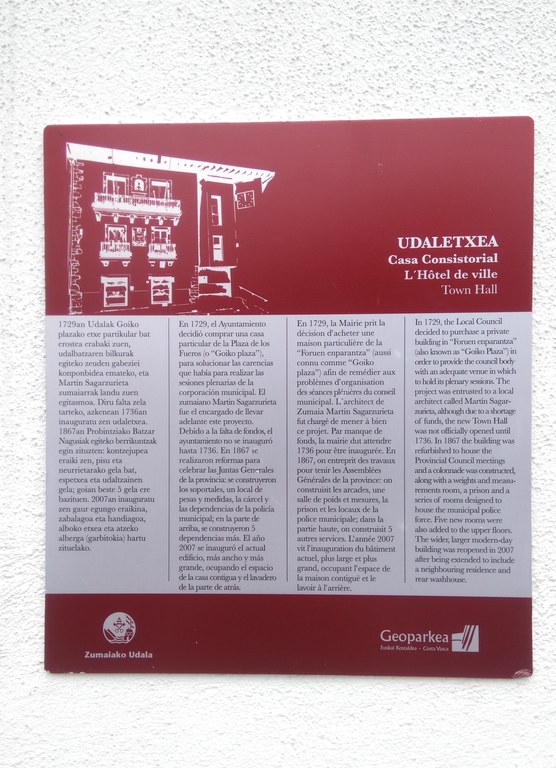 UDALETXEA
Casa Consistorial
L´Hôtel de ville
Town Hall
1729an Udalak Goiko
plazako etxe partikular bat
erostea erabaki zuen,
udalbatzaren bilkurak
egiteko zeuden gabeziei
konponbidea emateko, eta
Martin Sagarzurieta
zumaiarrak landu zuen
egitasmoa. Diru falta zela
tarteko, azkenean 1736an
inauguratu zen udaletxea.
1867an Probintziako Batzar
Nagusiak egiteko berrikuntzak
egin zituzten: kontzejupea
eraiki zen, pisu eta
neurrietarako gela bat,
espetxea eta udaltzainen
gela; goian beste 5 gela ere
bazituen. 2007an inauguratu
zen gaur egungo eraikina,
zabalagoa eta handiagoa,
alboko etxea eta atzeko
alberga (garbitokia) hartu
zituelako.
En 1729, el Ayuntamiento
decidió comprar una casa
particular de la Plaza de los
Fueros (o “Goiko plaza”),
para solucionar las carencias
que había para realizar las
sesiones plenarias de la
corporación municipal. El
zumaiano Martin Sagarzurieta
fue el encargado de llevar
adelante este proyecto.
Debido a la falta de fondos, el
ayuntamiento no se inauguró
hasta 1736. En 1867 se
realizaron reformas para
celebrar las Juntas Generales
de la provincia: se construyeron
los soportales, un local de
pesas y medidas, la cárcel y
las dependencias de la policía
municipal; en la parte de
arriba, se construyeron 5
dependencias más. El año
2007 se inauguró el actual
edificio, más ancho y más
grande, ocupando el espacio
de la casa contigua y el lavadero
de la parte de atrás.
En 1729, la Mairie prit la
décision d’acheter une
maison particulière de la
“Foruen enparantza” (aussi
connu comme “Goiko
plaza”) afin de remédier aux
problèmes d’organisation
des séances plénières du conseil
municipal. L’architect de
Zumaia Martin Sagarzurieta
fut chargé de mener à bien
ce projet. Par manque de
fonds, la mairie dut attendre
1736 pour être inaugurée. En
1867, on entreprit des travaux
pour tenir les Assemblées
Générales de la province: on
construisit les arcades, une
salle de poids et mesures, la
prison et les locaux de la
police municipale; dans la
partie haute, on construisit 5
autres services. L’année 2007
vit l’inauguration du bâtiment
actuel, plus large et plus
grand, occupant l’espace de
la maison contiguë et le
lavoir à l’arrière.
In 1729, the Local Council
decided to purchase a private
building in “Foruen enparantza”
(also known as “Goiko Plaza”) in
order to provide the council body
with an adequate venue in which
to hold its plenary sessions. The
project was entrusted to a local
architect called Martin Sagar-
zurieta, although due to a shortage
of funds, the new Town Hall
was not officially opened until
1736. In 1867 the building was
refurbished to house the
Provincial Council meetings
and a colonnade was constructed,
along with a weights and measu-
rements room, a prison and a
series of rooms designed to
house the municipal police
force. Five new rooms were
also added to the upper floors.
The wider, larger modern-day
building was reopened in 2007
after being extended to include
a neighbouring residence and
rear washhouse.
Zumaiako Udala
Geoparkea
Euskal Kostaldea - Costa Vasca